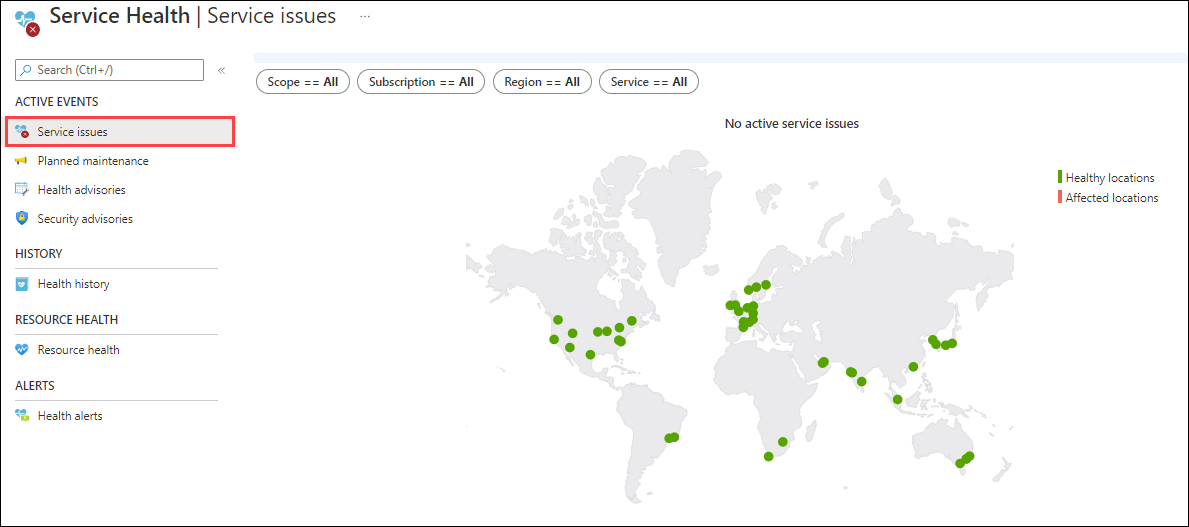 Service Health | Service issues ...
Search (Ctrl+/)
«
Scope == All
Subscription == All
Region == All
Service == All
ACTIVE EVENTS
Service issues
Planned maintenance
Health advisories
Security advisories
HISTORY
Health history
RESOURCE HEALTH
Resource health
ALERTS
Health alerts
No active service issues
Healthy locations
Affected locations